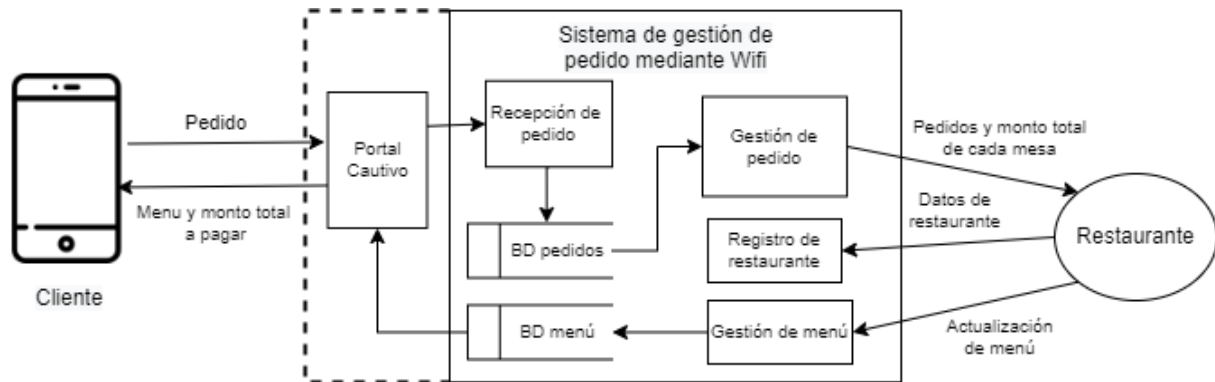 Sistema de gestión de
pedido mediante Wifi
Pedido
Menu y monto total
a pagar
Cliente
Portal
Cautivo
Recepción de
pedido
BD pedidos
BD menú
Gestión de
pedido
Registro de
restaurante
Gestión de menú
Pedidos y monto total
de cada mesa
Datos de
restaurante
Actualización
de menú
Restaurante